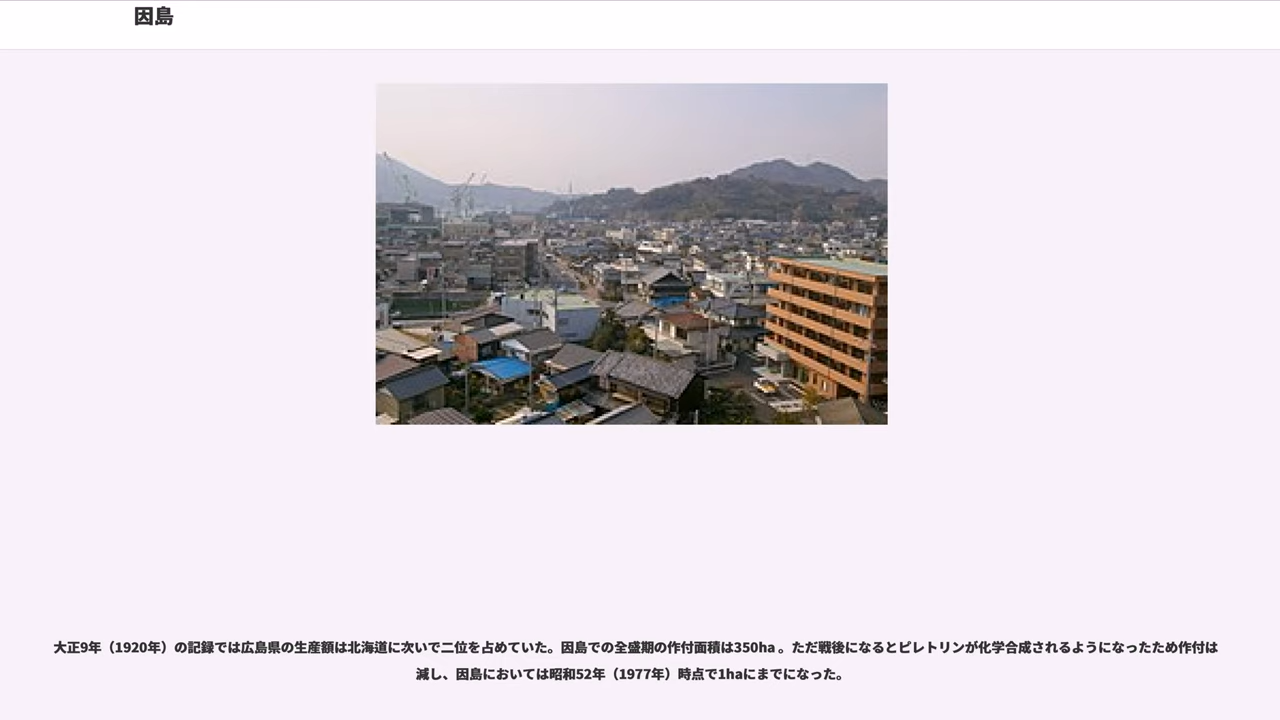 因島
大正9年（1920年）の記録では広島県の生産額は北海道に次いで二位を占めていた。因島での全盛期の作付面積は350ha 。ただ戦後になるとピレトリンが化学合成されるようになったため作付は
減し、因島においては昭和52年（1977年）時点で1haにまでになった。